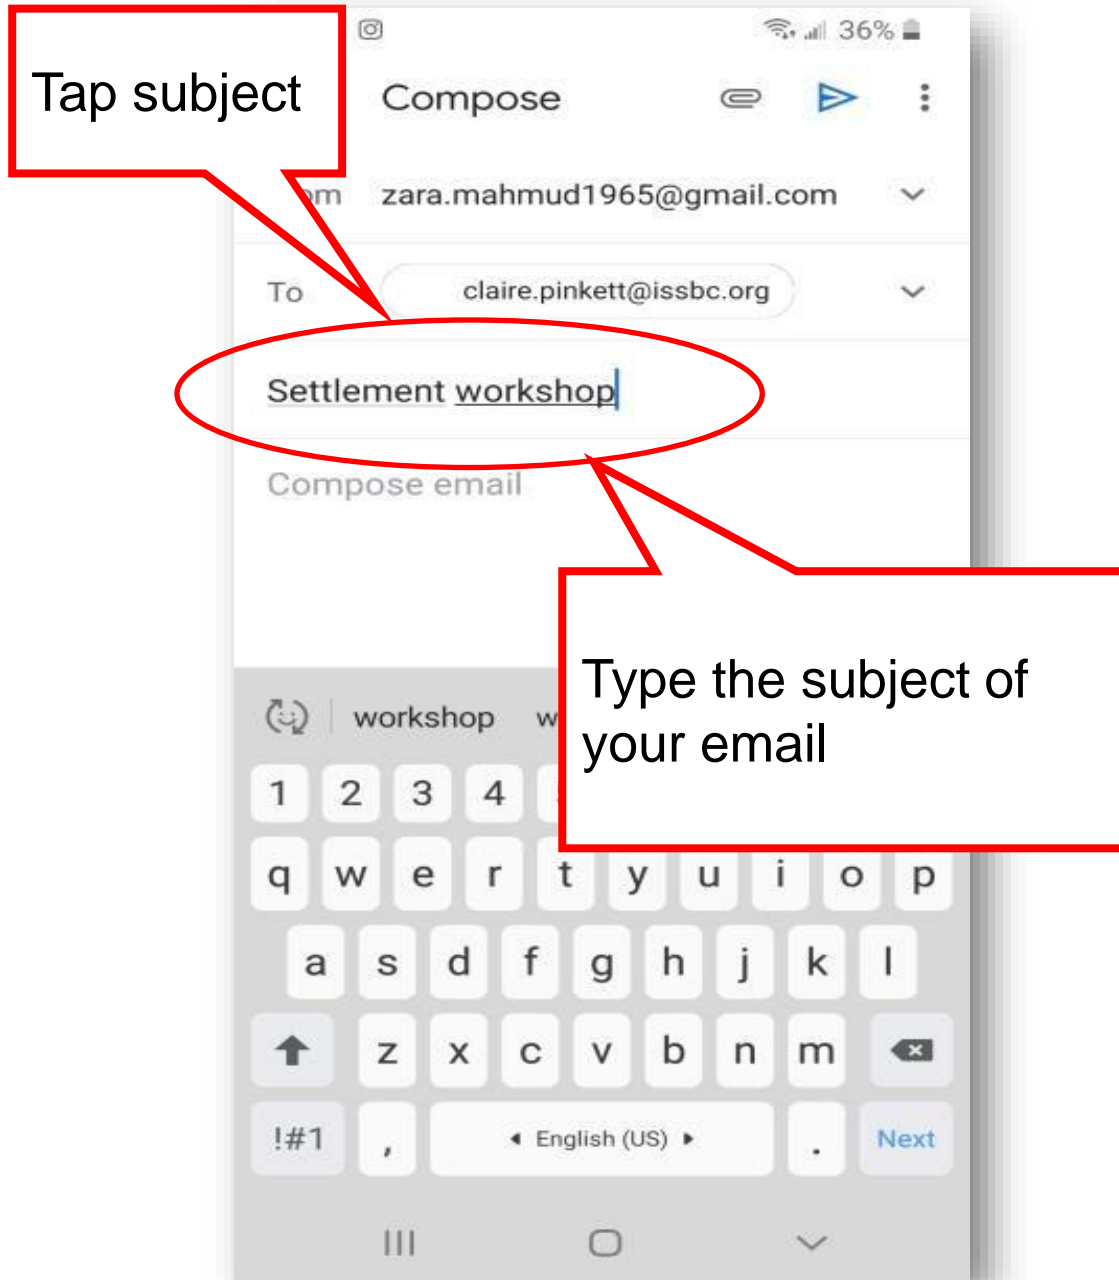 36%
Tap subject
Compose
zara.mahmud1965@gmail.com
To claire.pinkett@issbc.org
Settlement workshop
Compose email
Type the subject of
your email
workshop
1 2 3 4
q w e r t y u i o p
a s d f g h j k l
z x c v b n m
!#1 , English (US) . Next